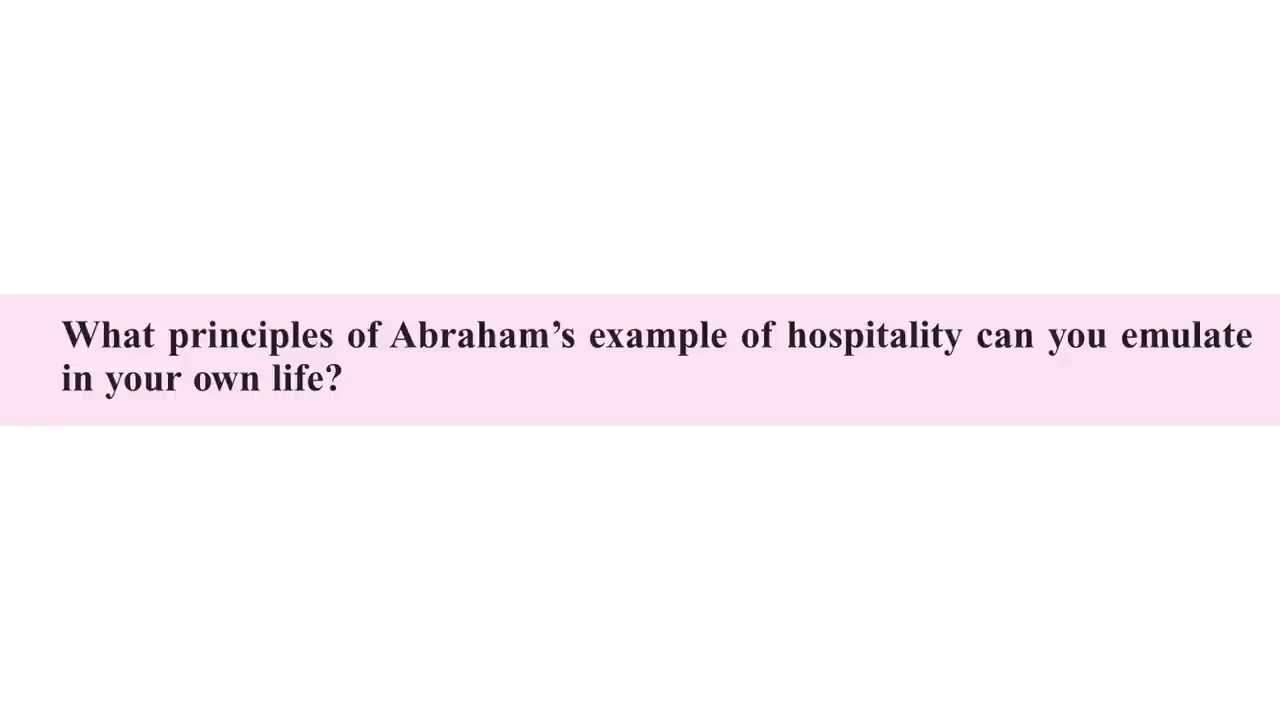 What principles of Abraham’s example of hospitality can you emulate
in your own life?